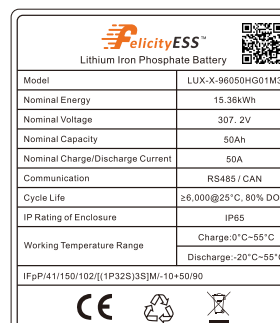 FelicityESS™
Lithium Iron Phosphate Battery
Model LUX-X-96050HG01M3
Nominal Energy 15.36kWh
Nominal Voltage 307. 2V
Nominal Capacity 50Ah
Nominal Charge/Discharge Current 50A
Communication RS485 / CAN
Cycle Life ≥6,000@25°C, 80% DO
IP Rating of Enclosure IP65
Working Temperature Range Charge:0°C~55°C
Discharge:-20°C~55°
IFpP/41/150/102/[(1P32S)3S]M/-10+50/90
CE